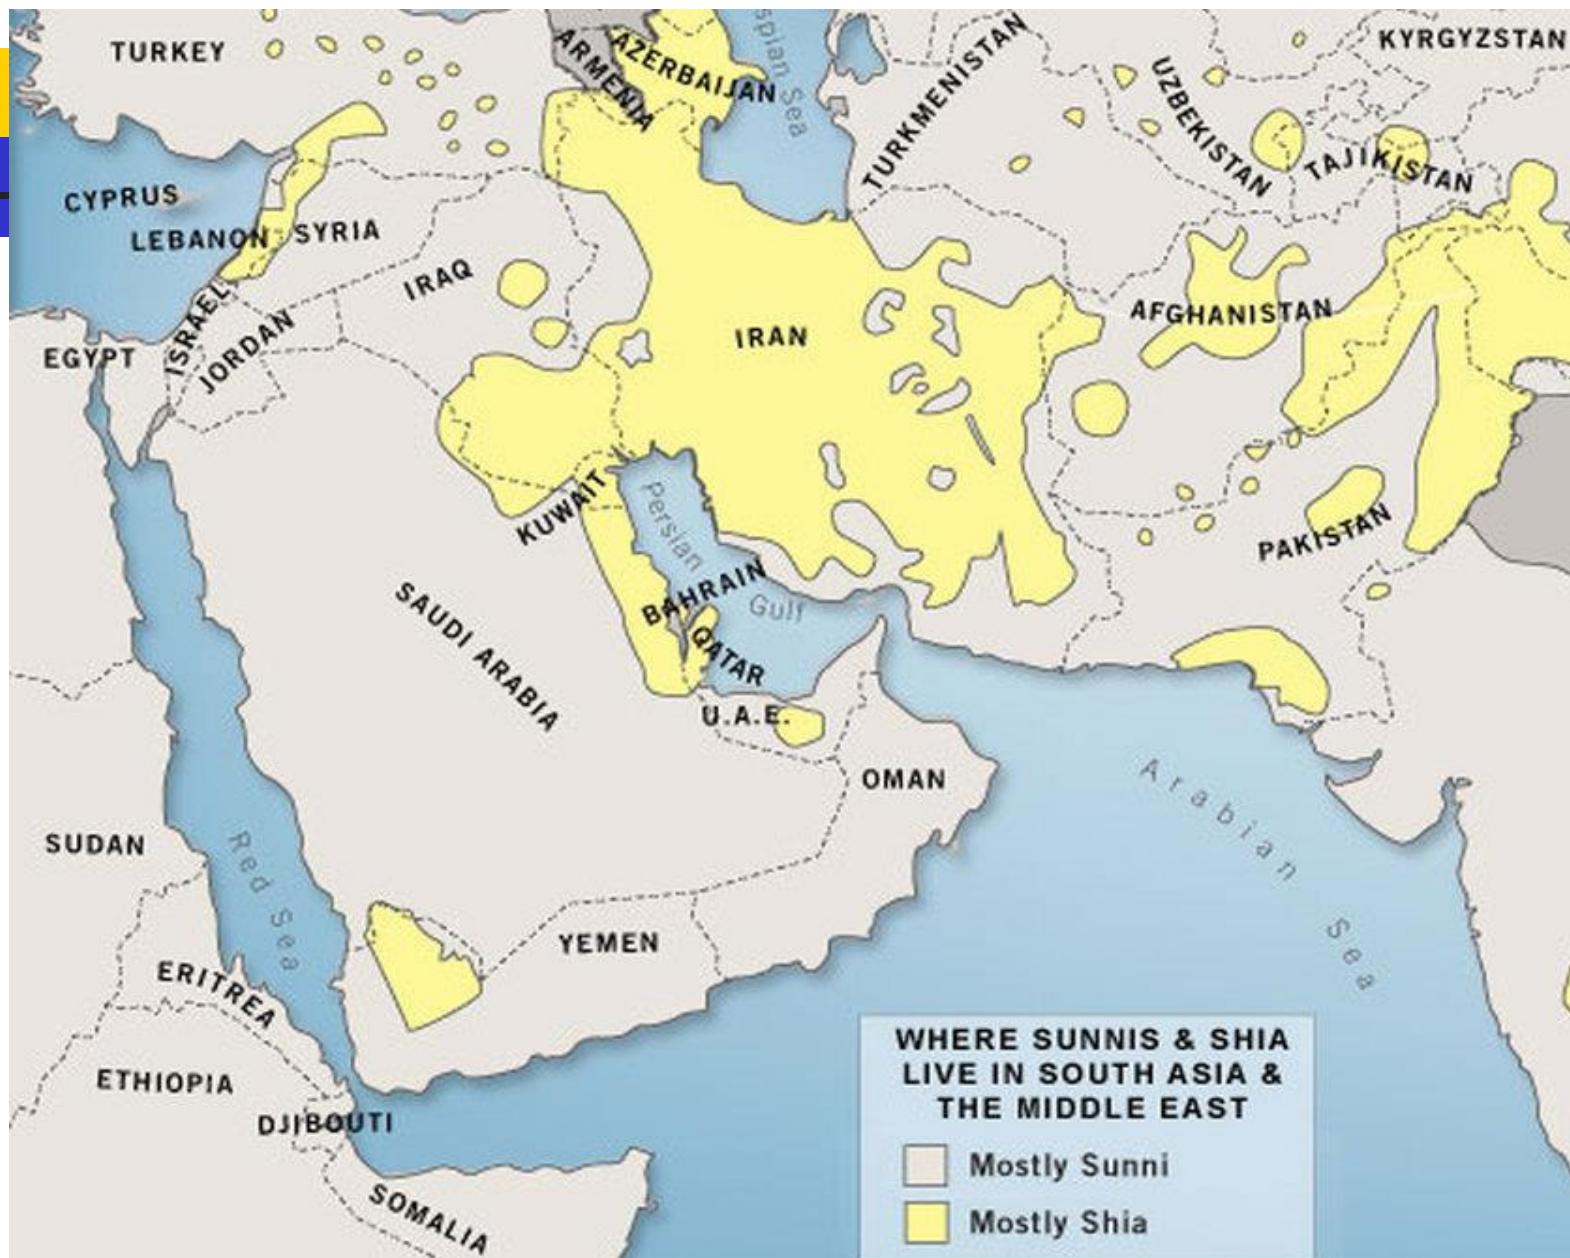 TURKEY
ARMENIA
AZERBAIJAN
spian Sea
TURKMENISTAN
UZBEKISTAN
KYRGYZSTAN
TAJIKISTAN
CYPRUS
LEBANON
SYRIA
IRAQ
IRAN
AFGHANISTAN
ISRAEL
JORDAN
EGYPT
KUWAIT
Persian
Gulf
PAKISTAN
BAHRAIN
QATAR
SAUDI ARABIA
U.A.E.
OMAN
Arabian
Sea
SUDAN
Red Sea
YEMEN
ERITREA
ETHIOPIA
DJIBOUTI
SOMALIA
WHERE SUNNIS & SHIA
LIVE IN SOUTH ASIA &
THE MIDDLE EAST
Mostly Sunni
Mostly Shia